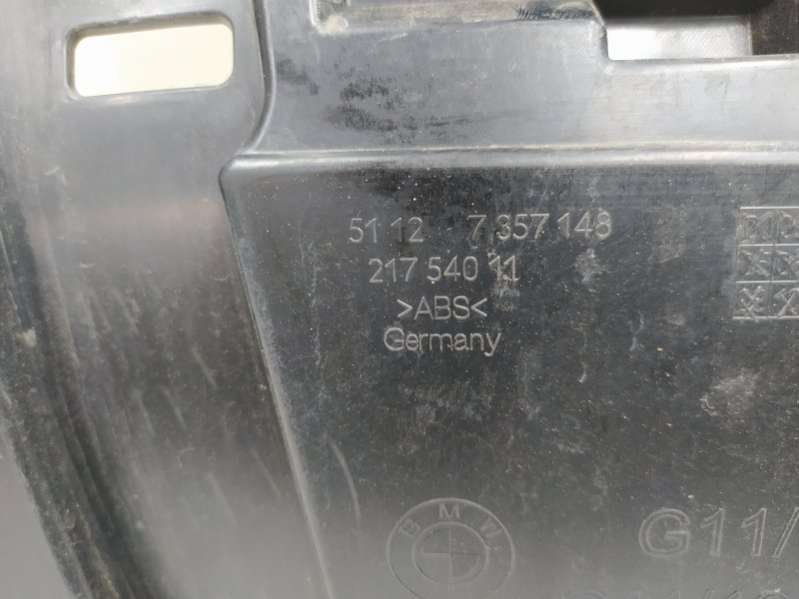 51 12 7 357 148
217 540 11
>ABS<
Germany
BMW
G11/